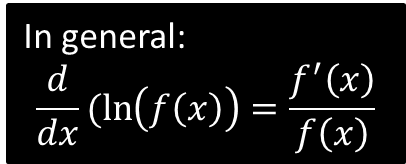 In general:
d/dx (ln(f(x)) = f'(x)/f(x)